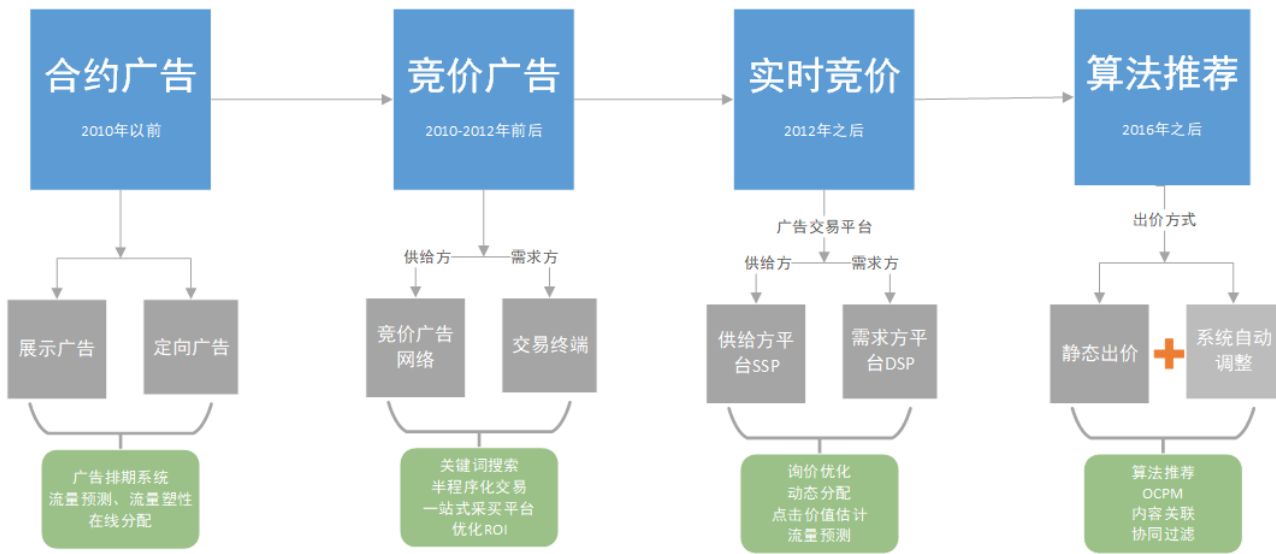 合约广告
2010年以前
竞价广告
2010-2012年前后
实时竞价
2012年之后
算法推荐
2016年之后
供给方
需求方
广告交易平台
供给方
需求方
出价方式
展示广告
定向广告
竞价广告
网络
交易终端
供给方平
台SSP
需求方平
台DSP
静态出价
系统自动
调整
广告排期系统
流量预测、流量塑性
在线分配
关键词搜索
半程序化交易
一站式采买平台
优化ROI
询价优化
动态分配
点击价值估计
流量预测
算法推荐
OCPM
内容关联
协同过滤